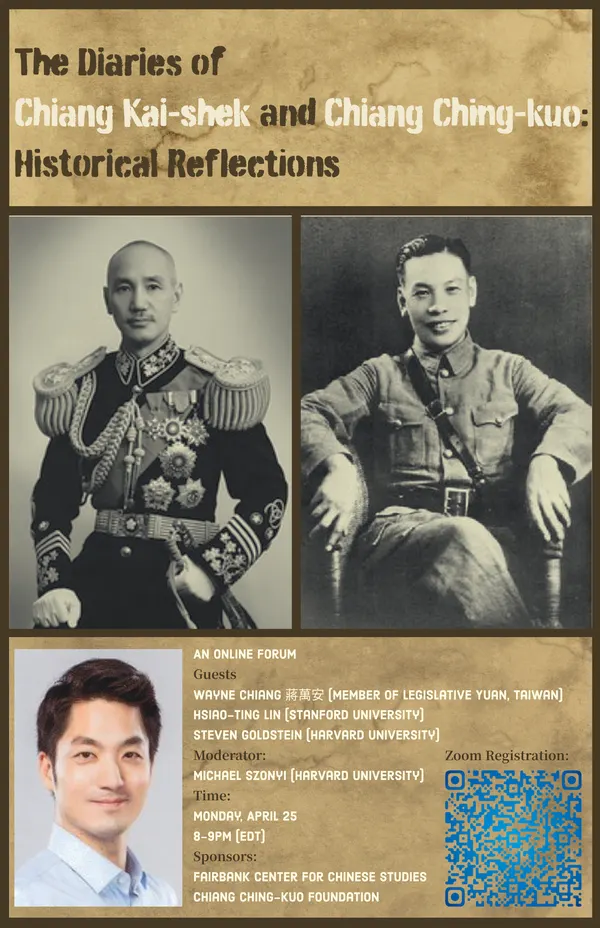 The Diaries of
Chiang Kai-shek and Chiang Ching-kuo:
Historical Reflections
AN ONLINE FORUM
Guests
WAYNE CHIANG 蔣萬安 (MEMBER OF LEGISLATIVE YUAN, TAIWAN)
HSIAO-TING LIN (STANFORD UNIVERSITY)
STEVEN GOLDSTEIN (HARVARD UNIVERSITY)
Moderator:
MICHAEL SZONYI (HARVARD UNIVERSITY)
Time:
MONDAY, APRIL 25
8-9PM (EDT)
Sponsors:
FAIRBANK CENTER FOR CHINESE STUDIES
CHIANG CHING-KUO FOUNDATION
Zoom Registration: